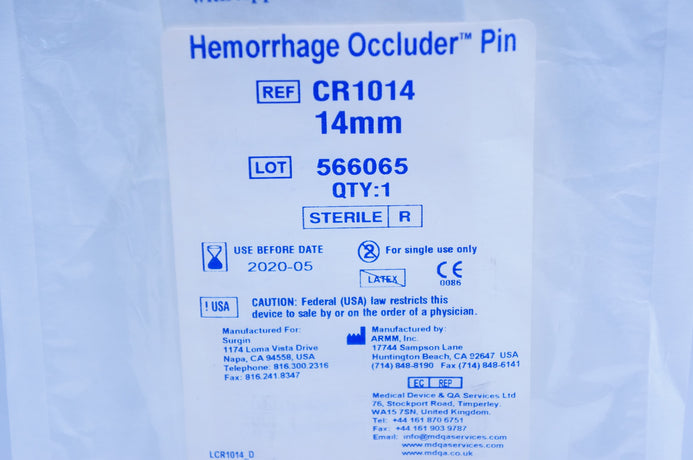 Hemorrhage Occluder™ Pin
REF CR1014
14mm
LOT 566065
QTY:1
STERILE R
USE BEFORE DATE
2020-05
2 For single use only
LATEX
CE
0086
! USA
CAUTION: Federal (USA) law restricts this
device to sale by or on the order of a physician.
Manufactured For:
Surgin
1174 Loma Vista Drive
Napa, CA 94558, USA
Telephone: 816.300.2316
Fax: 816.241.8347
Manufactured by:
ARMM, Inc.
17744 Sampson Lane
Huntington Beach, CA 92647 USA
(714) 848-8190 Fax (714) 848-6141
EC REP
Medical Device & QA Services Ltd
76, Stockport Road, Timperley.
WA15 7SN, United Kingdom.
Tel: +44 161 870 6751
Fax: +44 161 903 9787
Email: info@mdqaservices.com
www.mdqaservices.com
www.mdqa.co.uk
LCR1014_D